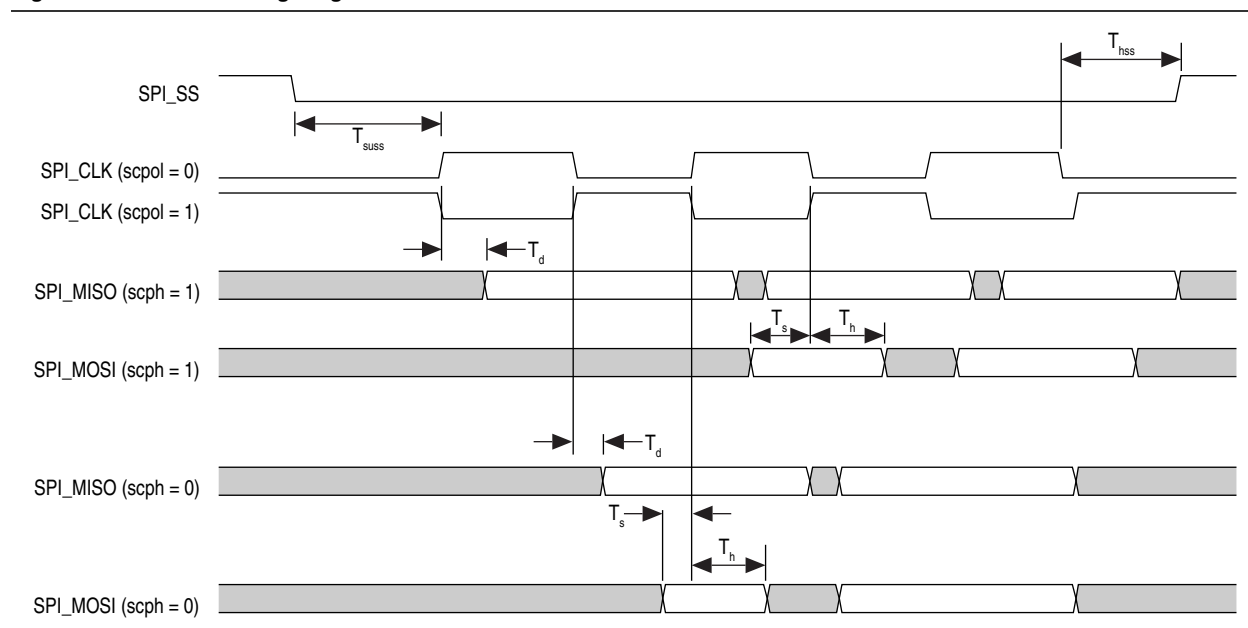 T_hss
SPI_SS
T_suss
SPI_CLK (scpol = 0)
SPI_CLK (scpol = 1)
T_d
SPI_MISO (scph = 1)
T_s T_h
SPI_MOSI (scph = 1)
T_d
SPI_MISO (scph = 0)
T_s
T_h
SPI_MOSI (scph = 0)